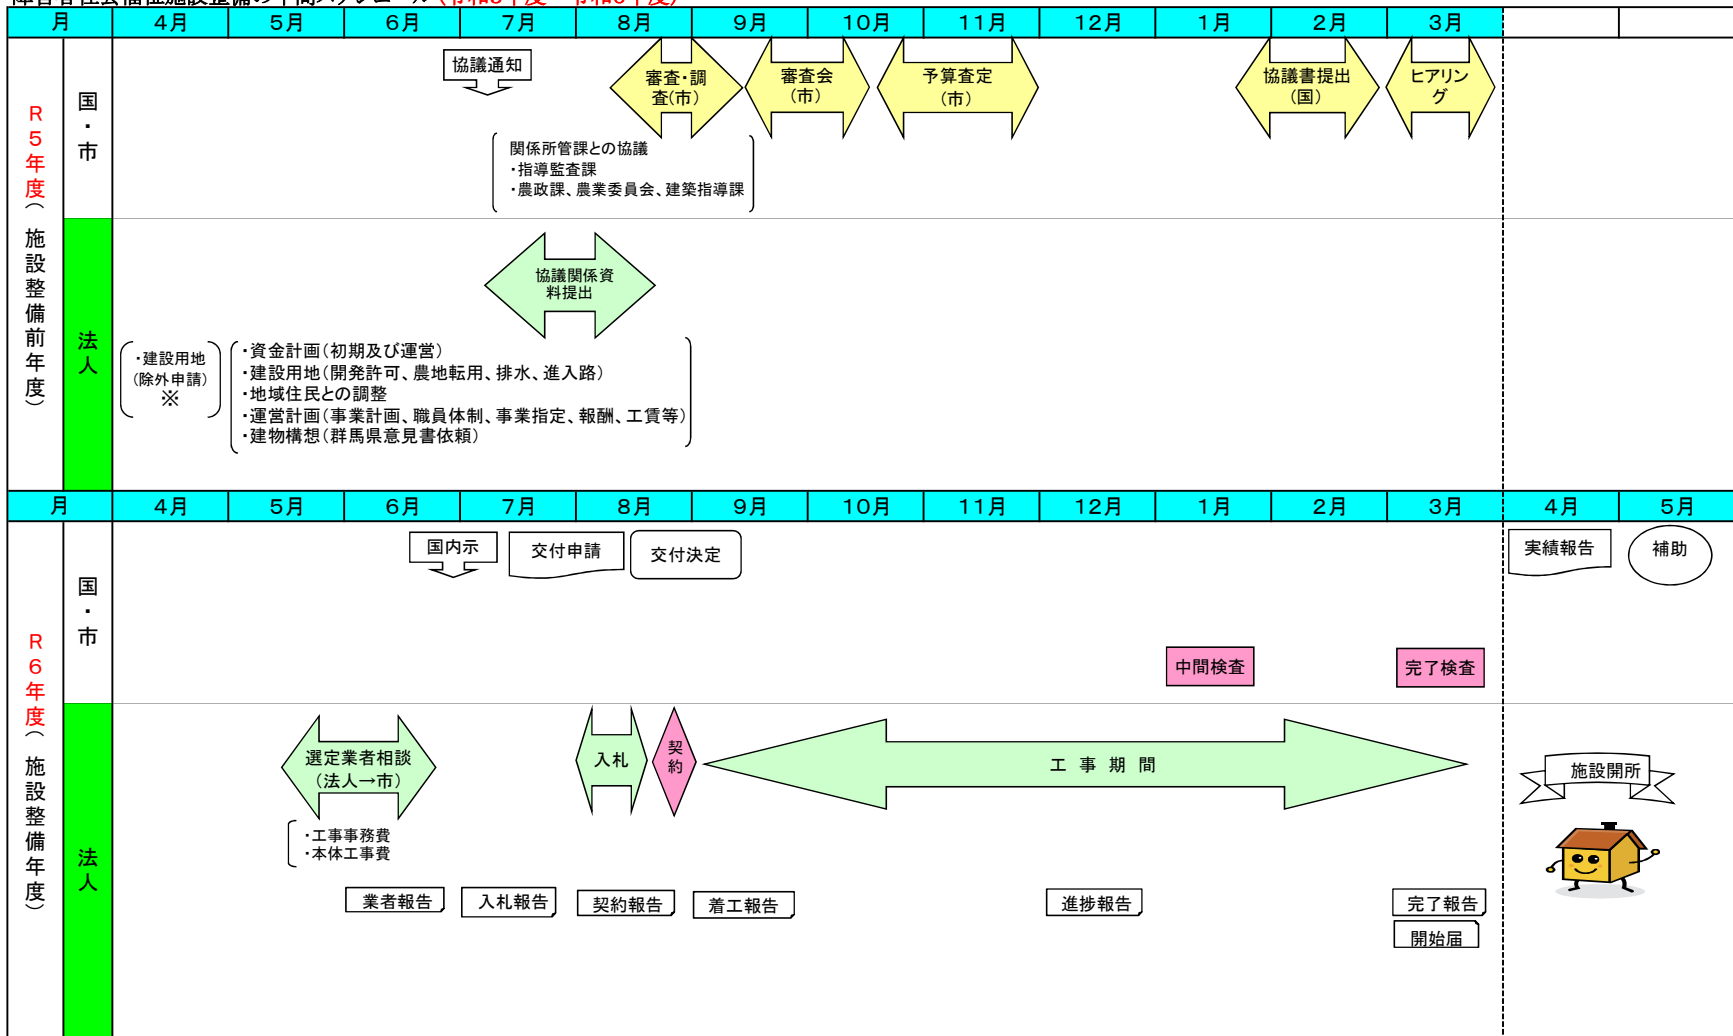 月 4月 5月 6月 7月 8月 9月 10月 11月 12月 1月 2月 3月
R5年度(施設整備前年度)
国・市
協議通知
審査・調
査(市)
審査会
(市)
予算査定
(市)
協議書提出
(国)
ヒアリン
グ
関係所管課との協議
・指導監査課
・農政課、農業委員会、建築指導課
法人
協議関係資
料提出
・建設用地
(除外申請)
※
・資金計画(初期及び運営)
・建設用地(開発許可、農地転用、排水、進入路)
・地域住民との調整
・運営計画(事業計画、職員体制、事業指定、報酬、工賃等)
・建物構想(群馬県意見書依頼)
月 4月 5月 6月 7月 8月 9月 10月 11月 12月 1月 2月 3月 4月 5月
R6年度(施設整備年度)
国・市
国内示
交付申請
交付決定
実績報告
補助
中間検査
完了検査
法人
選定業者相談
(法人→市)
入札
契
約
工事期間
施設開所
・工事事務費
・本体工事費
業者報告
入札報告
契約報告
着工報告
進捗報告
完了報告
開始届